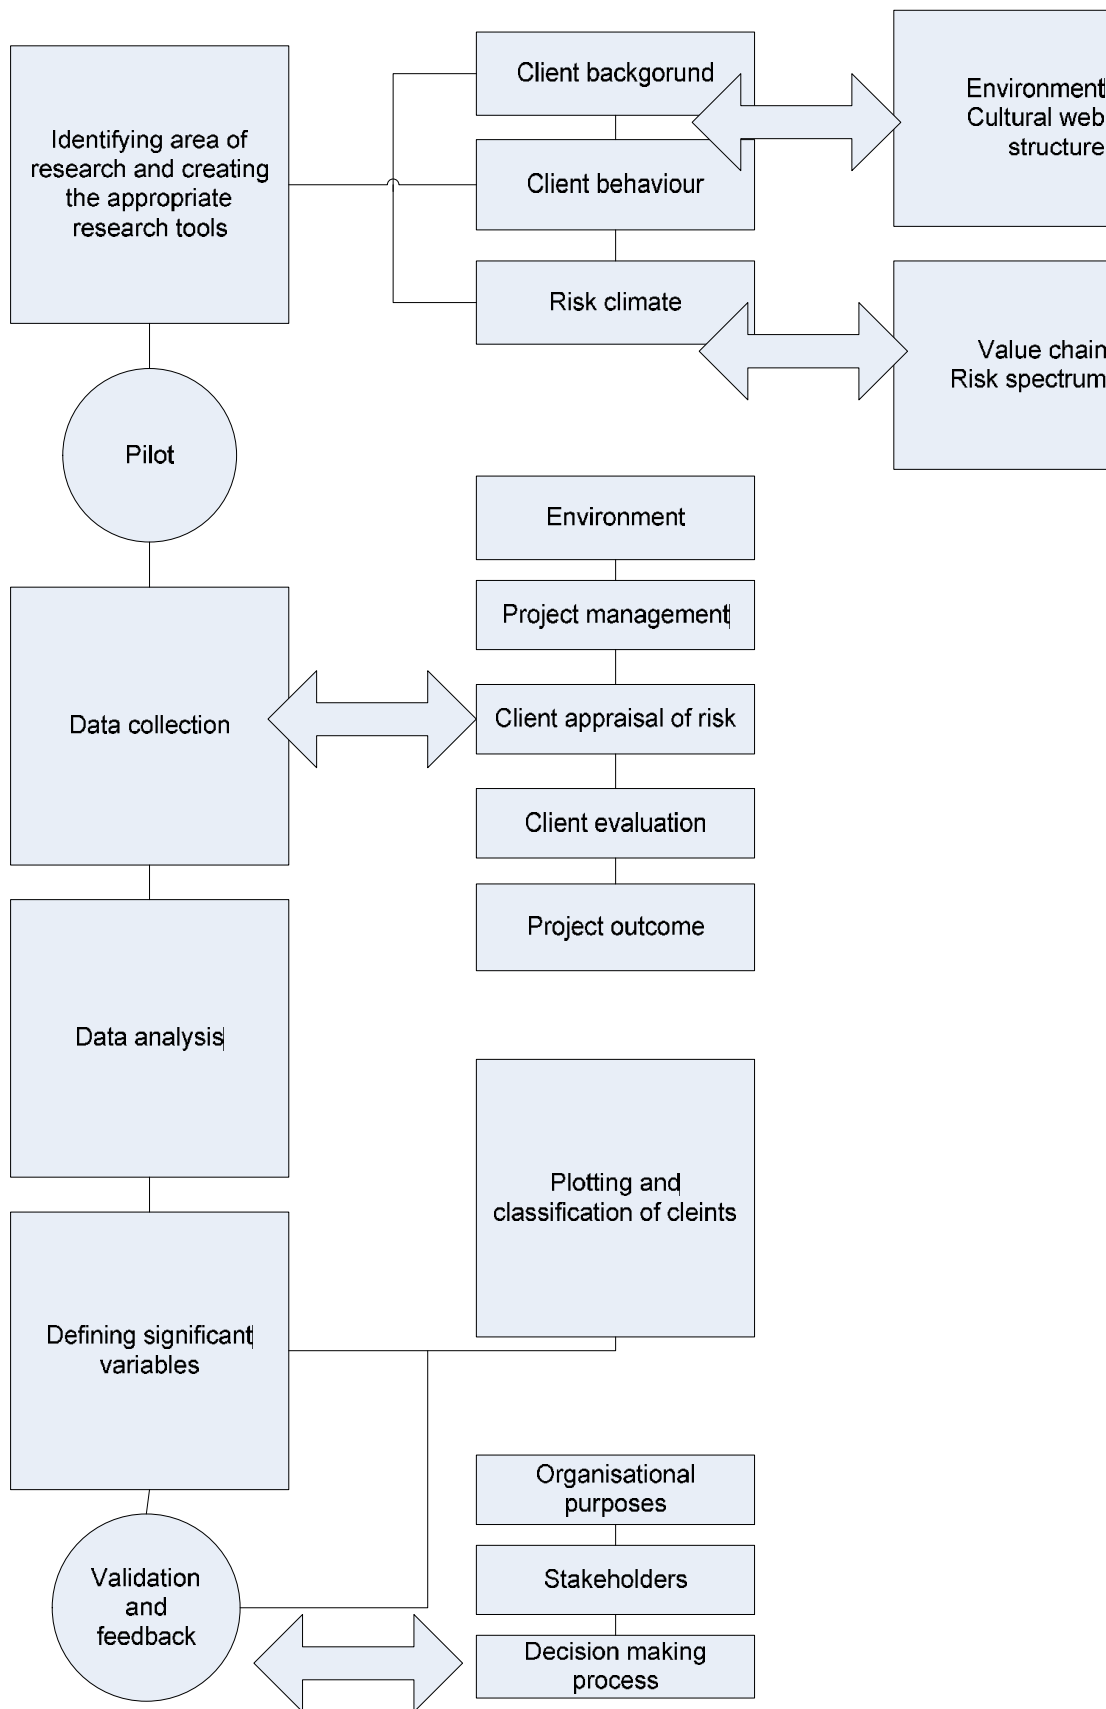 Identifying area of
research and creating
the appropriate
research tools
Client backgorund
Client behaviour
Risk climate
Environment
Cultural web
structure
Value chain
Risk spectrum
Pilot
Environment
Project management
Data collection
Client appraisal of risk
Client evaluation
Project outcome
Data analysis
Plotting and
classification of cleints
Defining significant
variables
Organisational
purposes
Stakeholders
Decision making
process
Validation
and
feedback